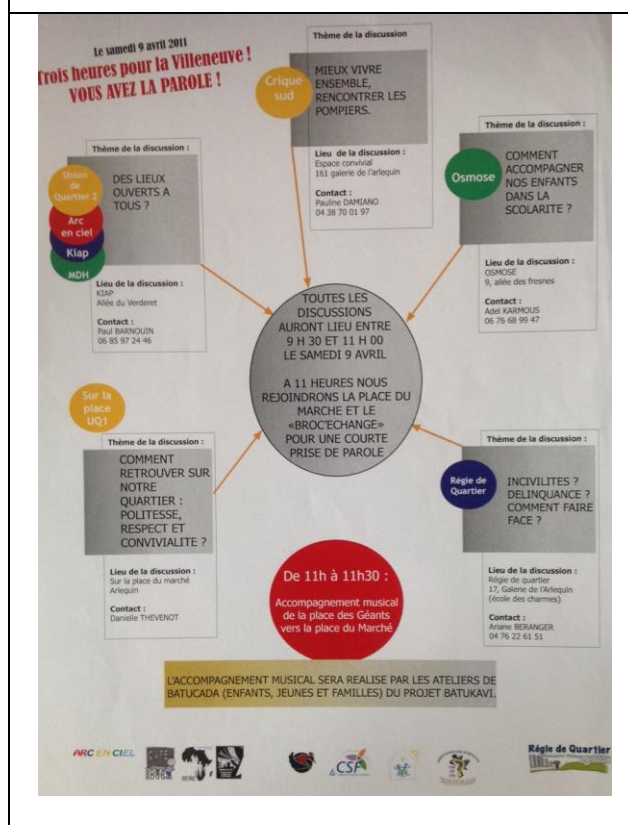 Le samedi 9 avril 2011
Trois heures pour la Villeneuve !
VOUS AVEZ LA PAROLE !
Thème de la discussion
Crique
sud
MIEUX VIVRE
ENSEMBLE,
RENCONTRER LES
POMPIERS.
Lieu de la discussion :
Espace convivial
161 galerie de l'arlequin
Contact :
Pauline DAMIANO
04 38 70 01 97
Thème de la discussion :
Union
de
Quartier 2
Arc
en ciel
Kiap
MDH
DES LIEUX
OUVERTS A
TOUS ?
Lieu de la discussion :
KIAP
Allée du Verderet
Contact :
Paul BARNOUIN
06 85 97 24 46
Thème de la discussion :
Osmose
COMMENT
ACCOMPAGNER
NOS ENFANTS
DANS LA
SCOLARITE ?
Lieu de la discussion :
OSMOSE
9, allée des fresnes
Contact :
Adel KARMOUS
06 76 68 99 47
TOUTES LES
DISCUSSIONS
AURONT LIEU ENTRE
9 H 30 ET 11 H 00
LE SAMEDI 9 AVRIL
A 11 HEURES NOUS
REJOINDRONS LA PLACE DU
MARCHE ET LE
«BROC'ECHANGE»
POUR UNE COURTE
PRISE DE PAROLE
Sur la
place
UQ1
Thème de la discussion :
COMMENT
RETROUVER SUR
NOTRE
QUARTIER :
POLITESSE,
RESPECT ET
CONVIVIALITE ?
Lieu de la discussion :
Sur la place du marché
Arlequin
Contact :
Danielle THEVENOT
Thème de la discussion :
Régie de
Quartier
INCIVILITES ?
DELINQUANCE ?
COMMENT FAIRE
FACE ?
Lieu de la discussion :
Régie de quartier
17, Galerie de l'Arlequin
(école des charmes)
Contact :
Ariane BERANGER
04 76 22 61 51
De 11h à 11h30 :
Accompagnement musical
de la place des Géants
vers la place du Marché
L'ACCOMPAGNEMENT MUSICAL SERA REALISE PAR LES ATELIERS DE
BATUCADA (ENFANTS, JEUNES ET FAMILLES) DU PROJET BATUKAVI.
ARC EN CIEL
CSF
Régie de Quartier